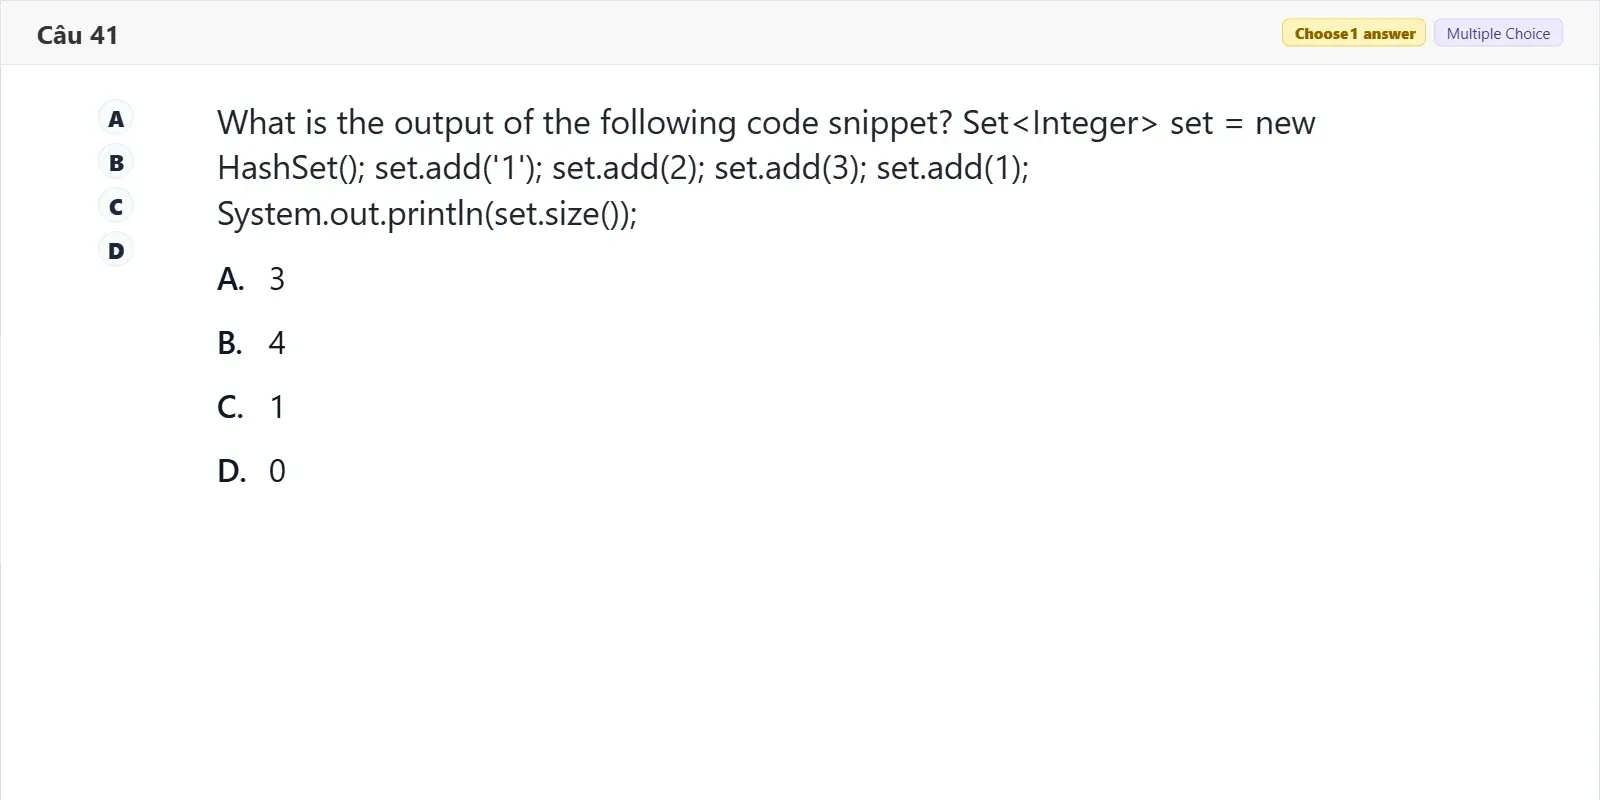 Câu 41
Choose1 answer
Multiple Choice
A
B
C
D
What is the output of the following code snippet? Set<Integer> set = new
HashSet(); set.add('1'); set.add(2); set.add(3); set.add(1);
System.out.println(set.size());
A. 3
B. 4
C. 1
D. 0